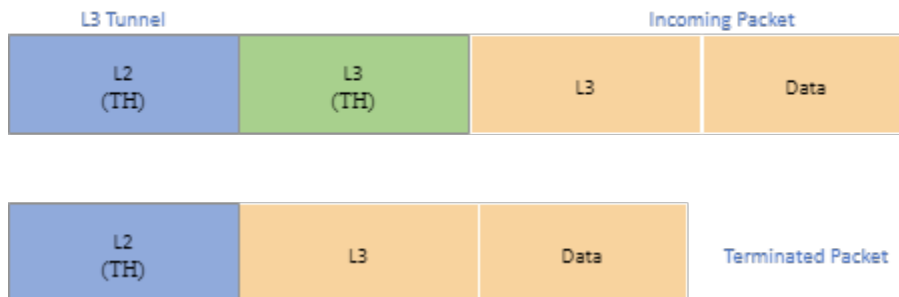 L3 Tunnel
Incoming Packet
L2
(TH)
L3
(TH)
L3
Data
L2
(TH)
L3
Data
Terminated Packet